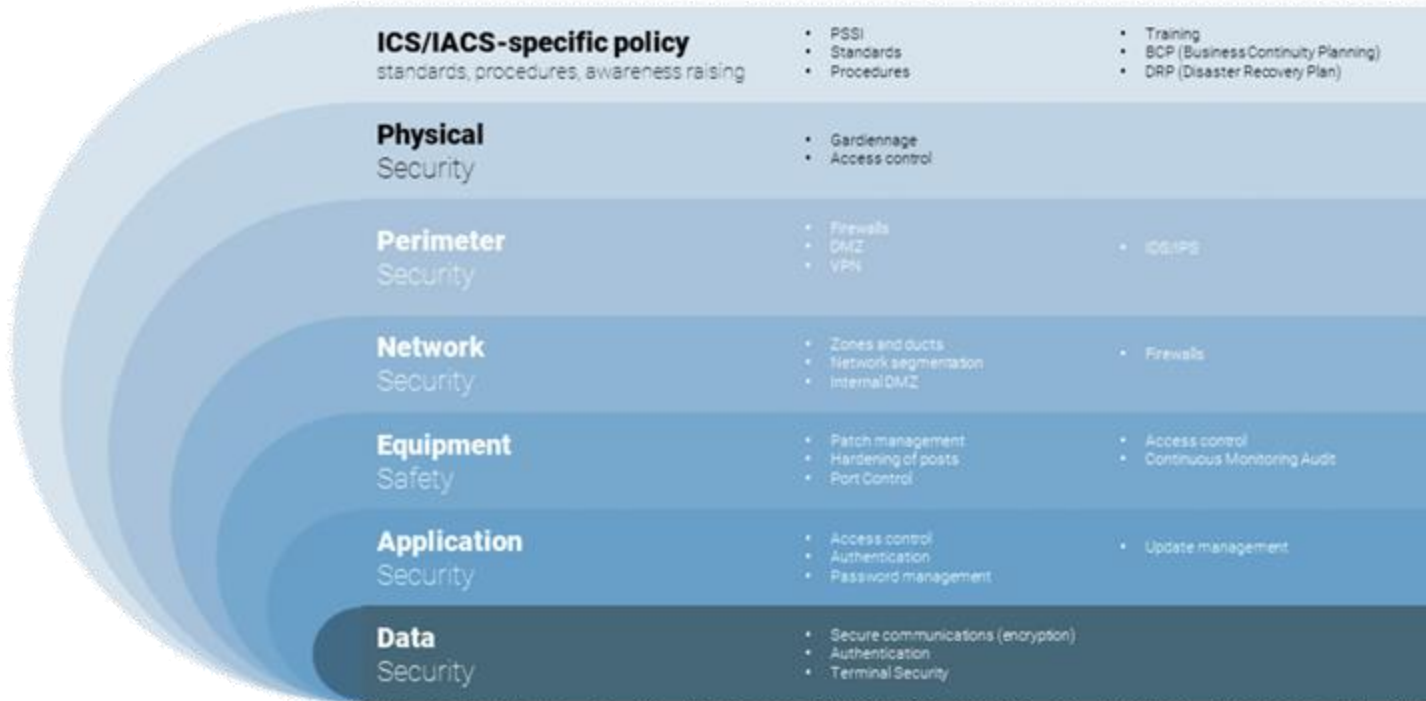 ICS/IACS-specific policy
standards, procedures, awareness raising
• PSSI
• Standards
• Procedures
• Training
• BCP (Business Continuity Planning)
• DRP (Disaster Recovery Plan)
Physical
Security
• Gardiennage
• Access control
Perimeter
Security
• Firewalls
• DMZ
• VPN
• IDS/IPS
Network
Security
• Zones and ducts
• Network segmentation
• Internal DMZ
• Firewalls
Equipment
Safety
• Patch management
• Hardening of posts
• Port Control
• Access control
• Continuous Monitoring Audit
Application
Security
• Access control
• Authentication
• Password management
• Update management
Data
Security
• Secure communications (encryption)
• Authentication
• Terminal Security